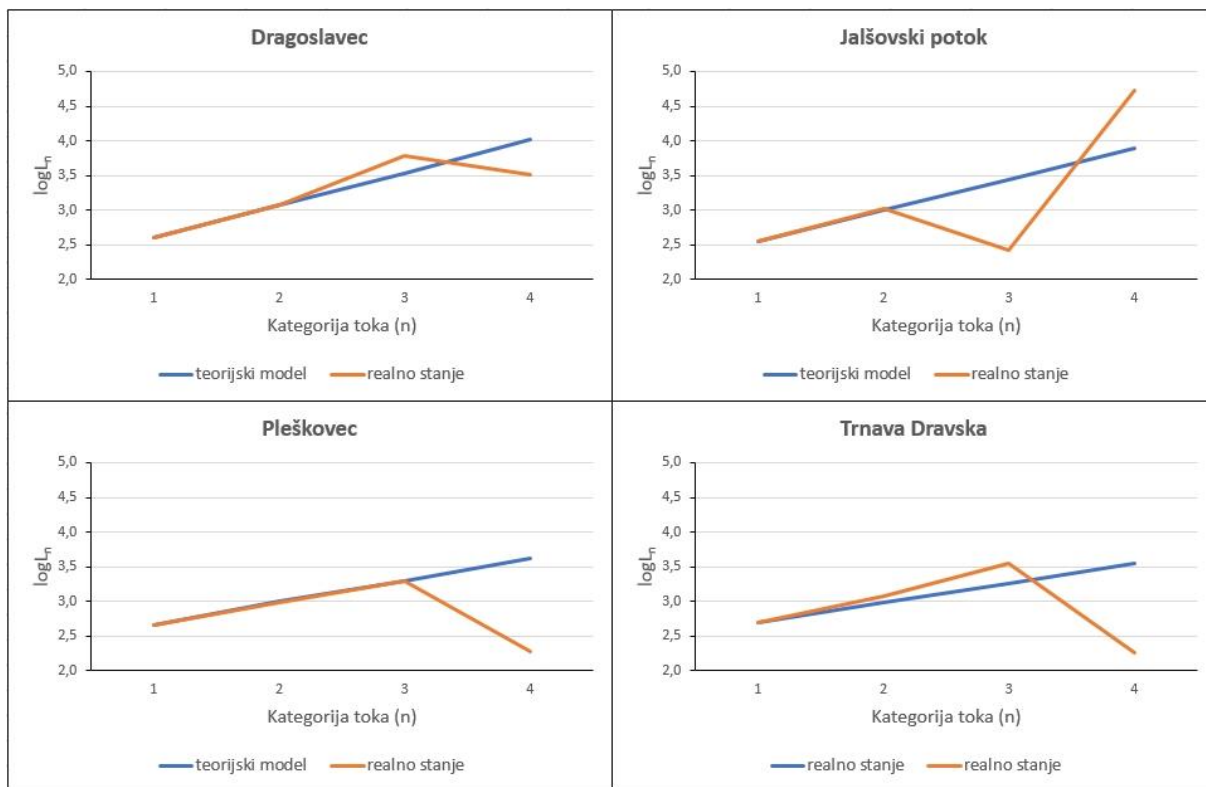 Dragoslavec
5,0
4,5
4,0
3,5
3,0
2,5
2,0
logLn
1 2 3 4
Kategorija toka (n)
teorijski model realno stanje
Jalšovski potok
5,0
4,5
4,0
3,5
3,0
2,5
2,0
logLn
1 2 3 4
Kategorija toka (n)
teorijski model realno stanje
Pleškovec
5,0
4,5
4,0
3,5
3,0
2,5
2,0
logLn
1 2 3 4
Kategorija toka (n)
teorijski model realno stanje
Trnava Dravska
5,0
4,5
4,0
3,5
3,0
2,5
2,0
logLn
1 2 3 4
Kategorija toka (n)
realno stanje realno stanje